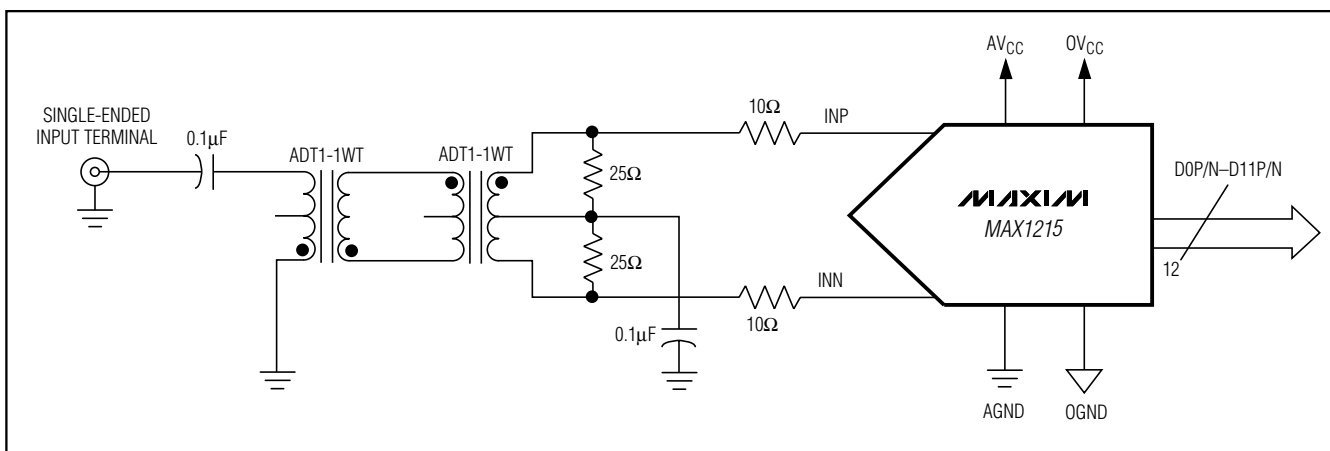 SINGLE-ENDED
INPUT TERMINAL
0.1μF
ADT1-1WT
ADT1-1WT
25Ω
25Ω
0.1μF
10Ω
INP
INN
10Ω
AVCC
OVCC
MAXIM
MAX1215
D0P/N–D11P/N
12
AGND
OGND